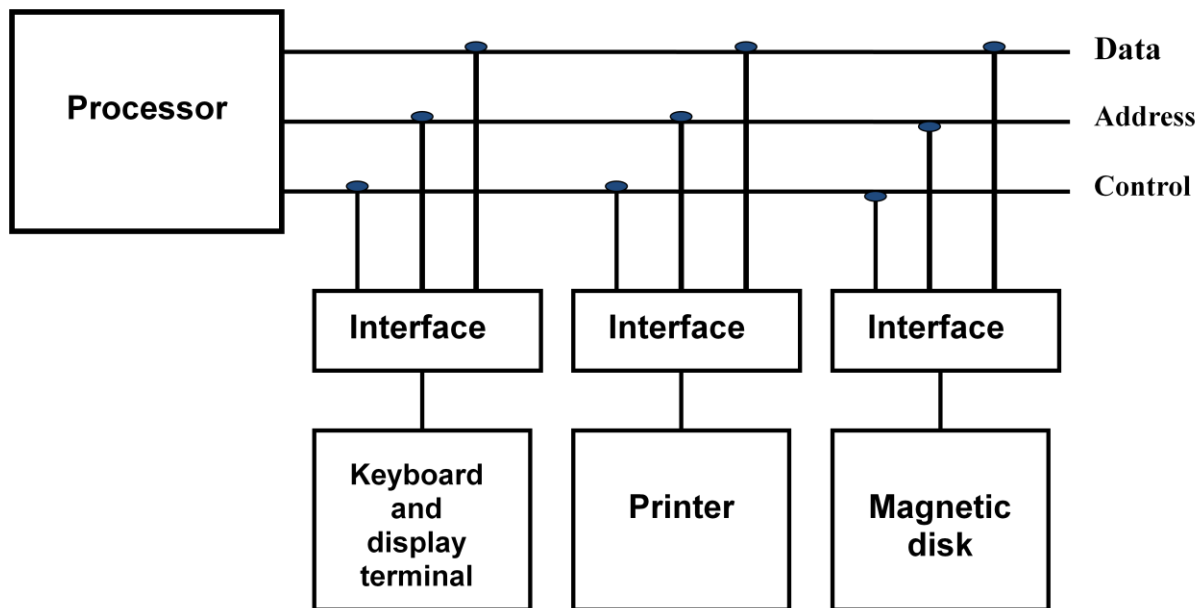 Processor
Data
Address
Control
Interface
Interface
Interface
Keyboard
and
display
terminal
Printer
Magnetic
disk